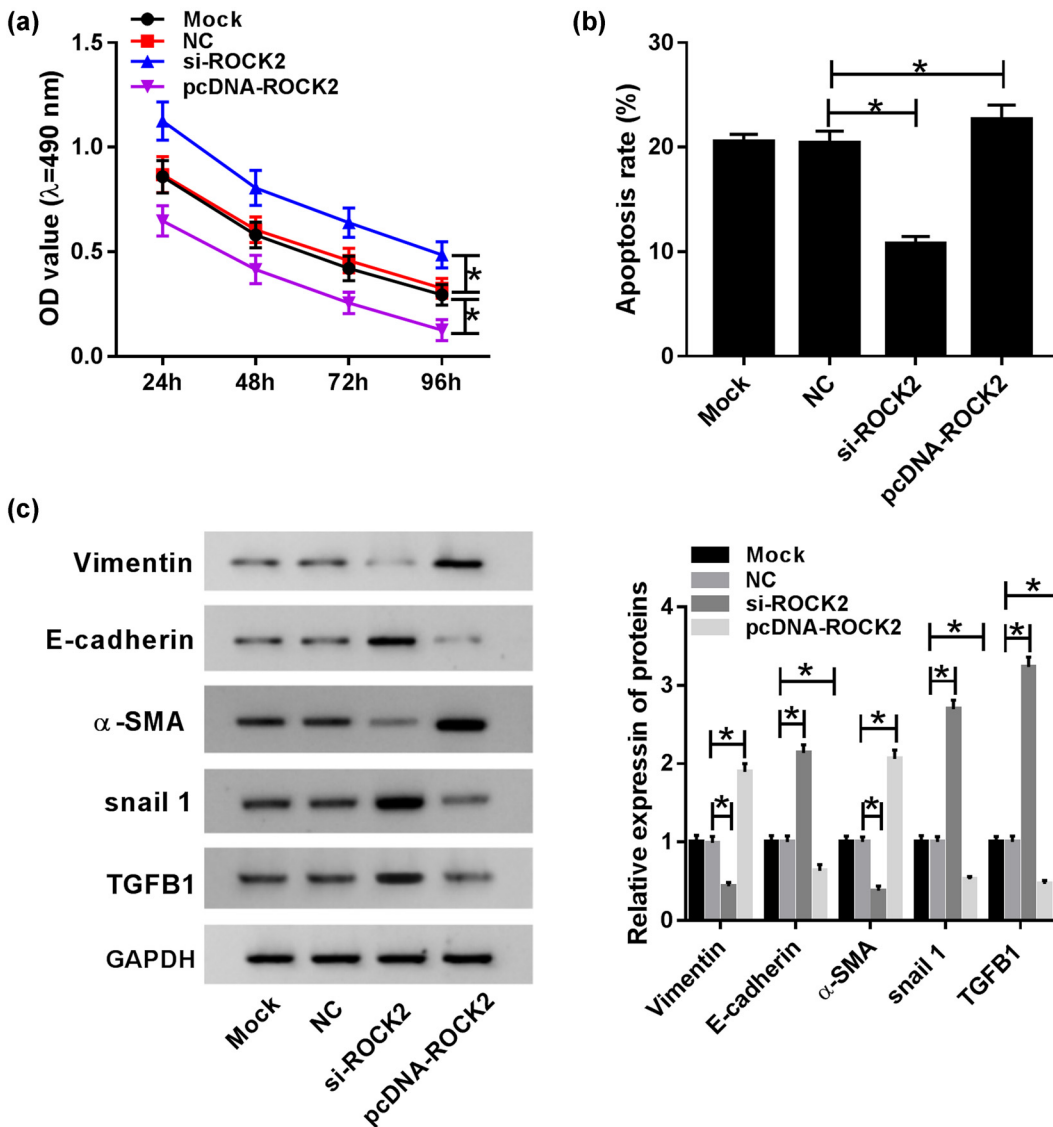 (a)
Mock
NC
si-ROCK2
pcDNA-ROCK2
OD value (λ=490 nm)
1.5
1.0
0.5
0.0
24h
48h
72h
96h
*
*
(b)
Apoptosis rate (%)
30
20
10
0
*
*
Mock
NC
si-ROCK2
pcDNA-ROCK2
(c)
Vimentin
E-cadherin
α-SMA
snail 1
TGFB1
GAPDH
Mock
NC
si-ROCK2
pcDNA-ROCK2
Mock
NC
si-ROCK2
pcDNA-ROCK2
Relative expressin of proteins
4
3
2
1
0
*
*
*
*
*
*
*
*
*
*
Vimentin
E-cadherin
α-SMA
snail 1
TGFB1